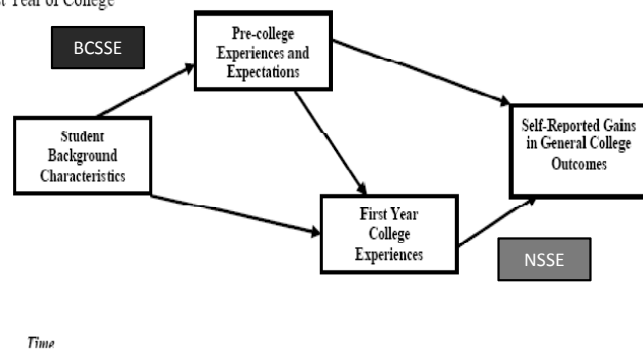 st Year of College
BCSSE
Pre-college
Experiences and
Expectations
Student
Background
Characteristics
Self-Reported Gains
in General College
Outcomes
First Year
College
Experiences
NSSE
Time